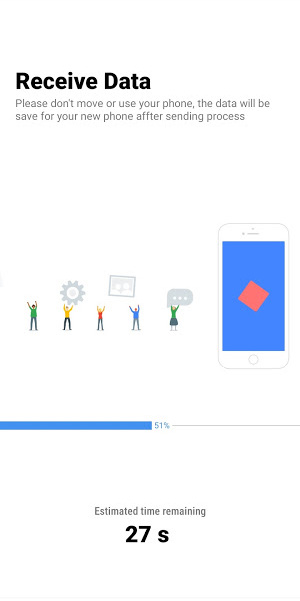 Receive Data
Please don't move or use your phone, the data will be
save for your new phone affter sending process
51%
Estimated time remaining
27 s